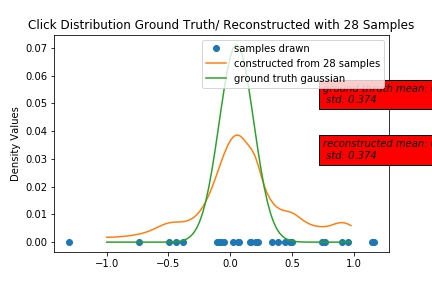 Click Distribution Ground Truth/ Reconstructed with 28 Samples
samples drawn
constructed from 28 samples
ground truth gaussian
mean:
std: 0.374
reconstructed mean:
std: 0.374
Density Values
0.07
0.06
0.05
0.04
0.03
0.02
0.01
0.00
−1.0
−0.5
0.0
0.5
1.0